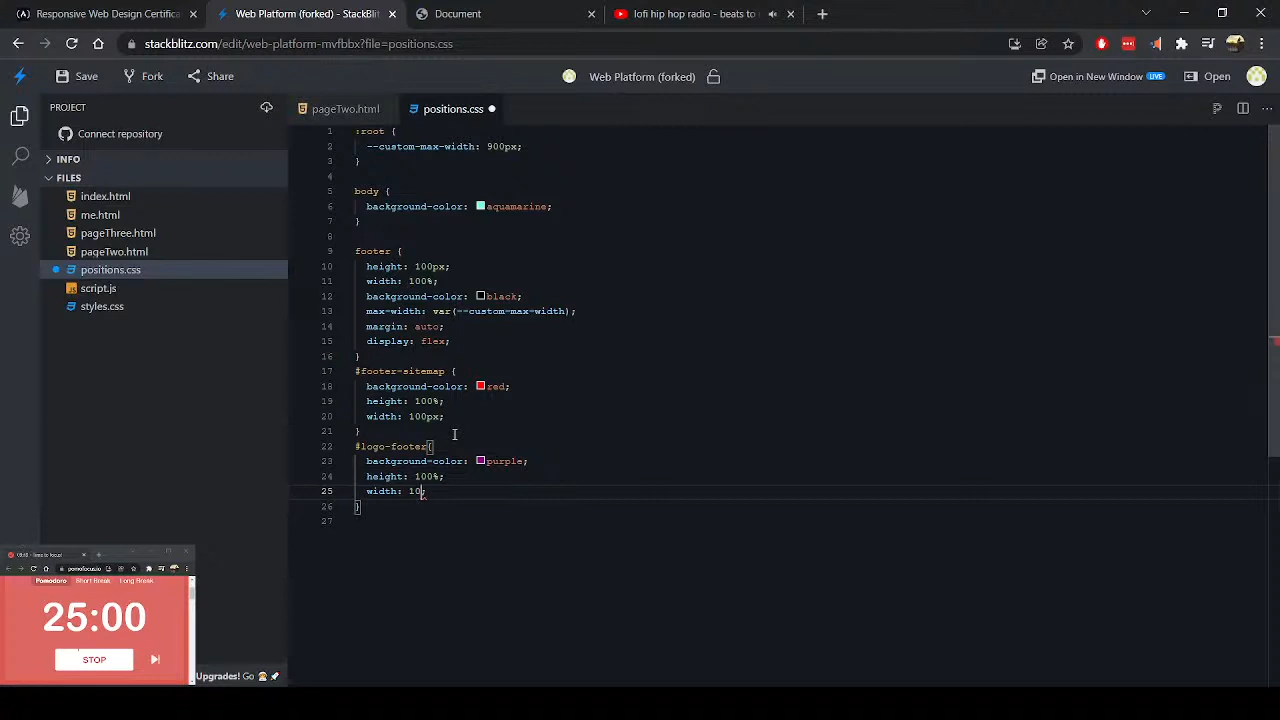 Responsive Web Design Certifica
Web Platform (forked) - StackBlitz
Document
lofi hip hop radio - beats to
stackblitz.com/edit/web-platform-mvfbbx?file=positions.css
Save
Fork
Share
Web Platform (forked)
Open in New Window LIVE
Open
PROJECT
Connect repository
INFO
FILES
index.html
me.html
pageThree.html
pageTwo.html
positions.css
script.js
styles.css
pageTwo.html
positions.css
1 :root {
2 --custom-max-width: 900px;
3 }
4
5 body {
6 background-color: aquamarine;
7 }
8
9 footer {
10 height: 100px;
11 width: 100%;
12 background-color: black;
13 max-width: var(--custom-max-width);
14 margin: auto;
15 display: flex;
16 }
17 #footer-sitemap {
18 background-color: red;
19 height: 100%;
20 width: 100px;
21 }
22 #logo-footer{
23 background-color: purple;
24 height: 100%;
25 width: 10;
26 }
27
pomofocus.io
Pomodoro Short Break Long Break
25:00
STOP
Upgrades! Go